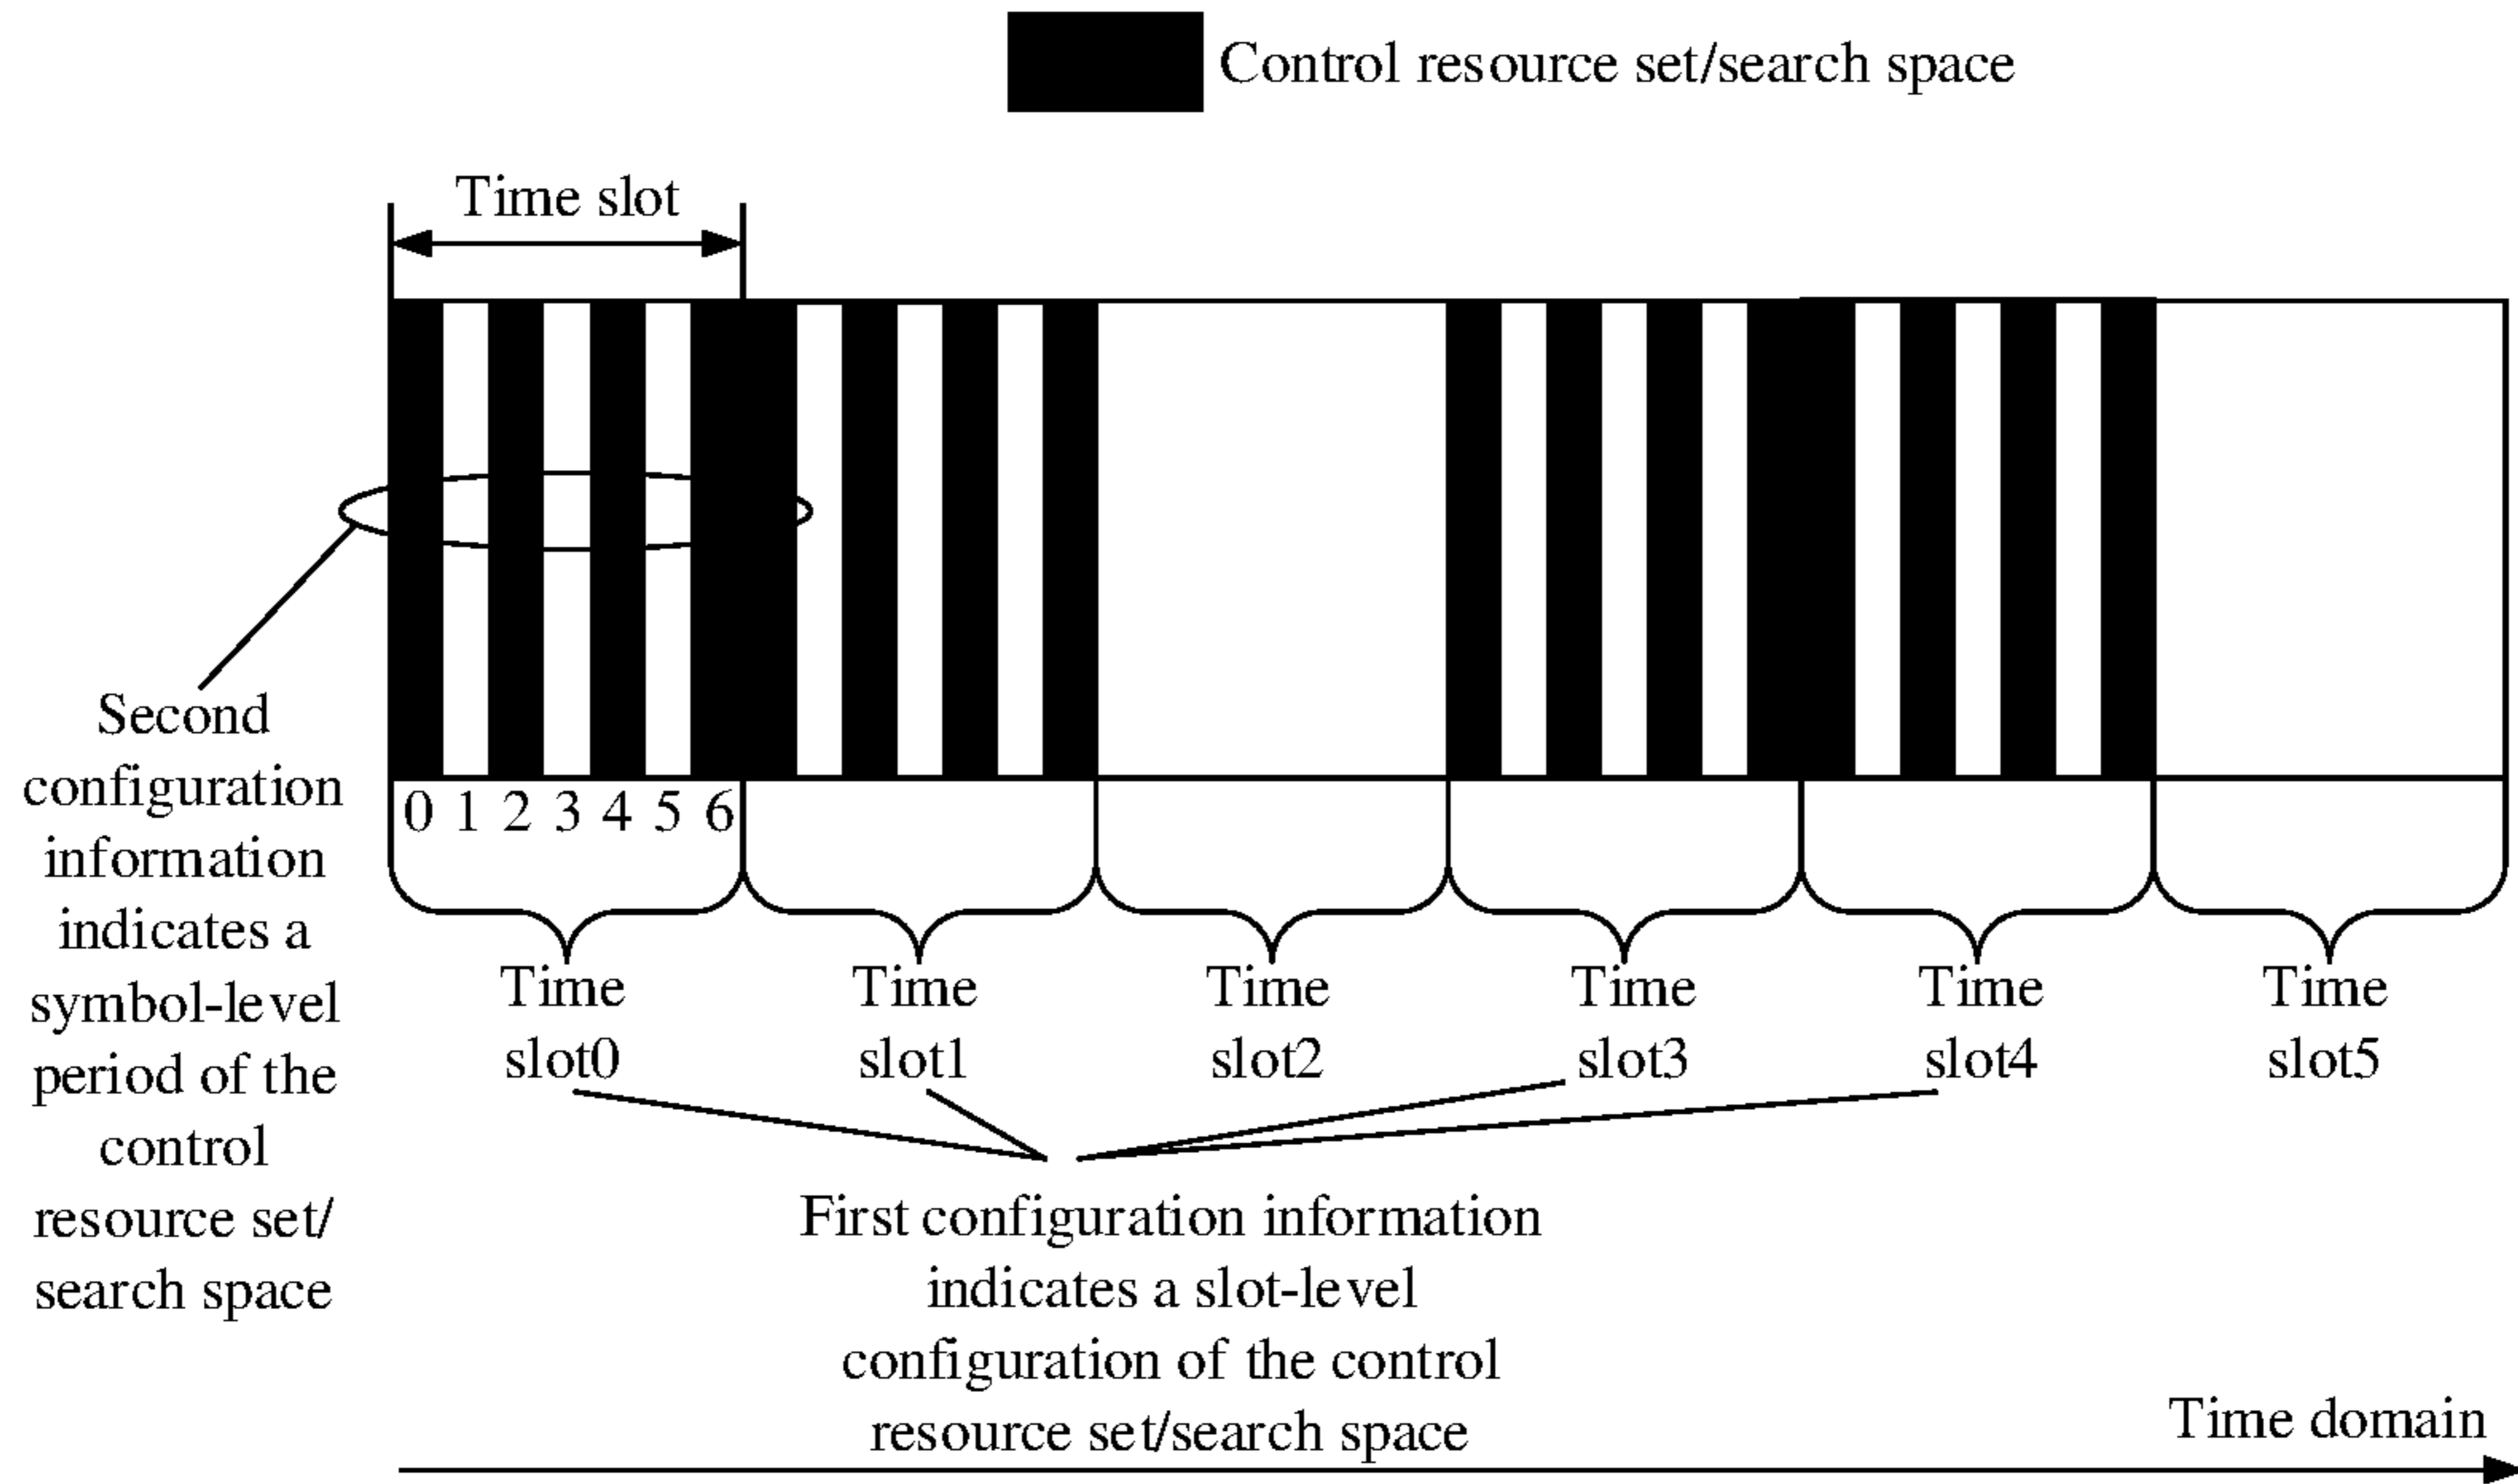 Control resource set/search space
Time slot
0 1 2 3 4 5 6
Second
configuration
information
indicates a
symbol-level
period of the
control
resource set/
search space
Time
slot0
Time
slot1
Time
slot2
Time
slot3
Time
slot4
Time
slot5
First configuration information
indicates a slot-level
configuration of the control
resource set/search space
Time domain